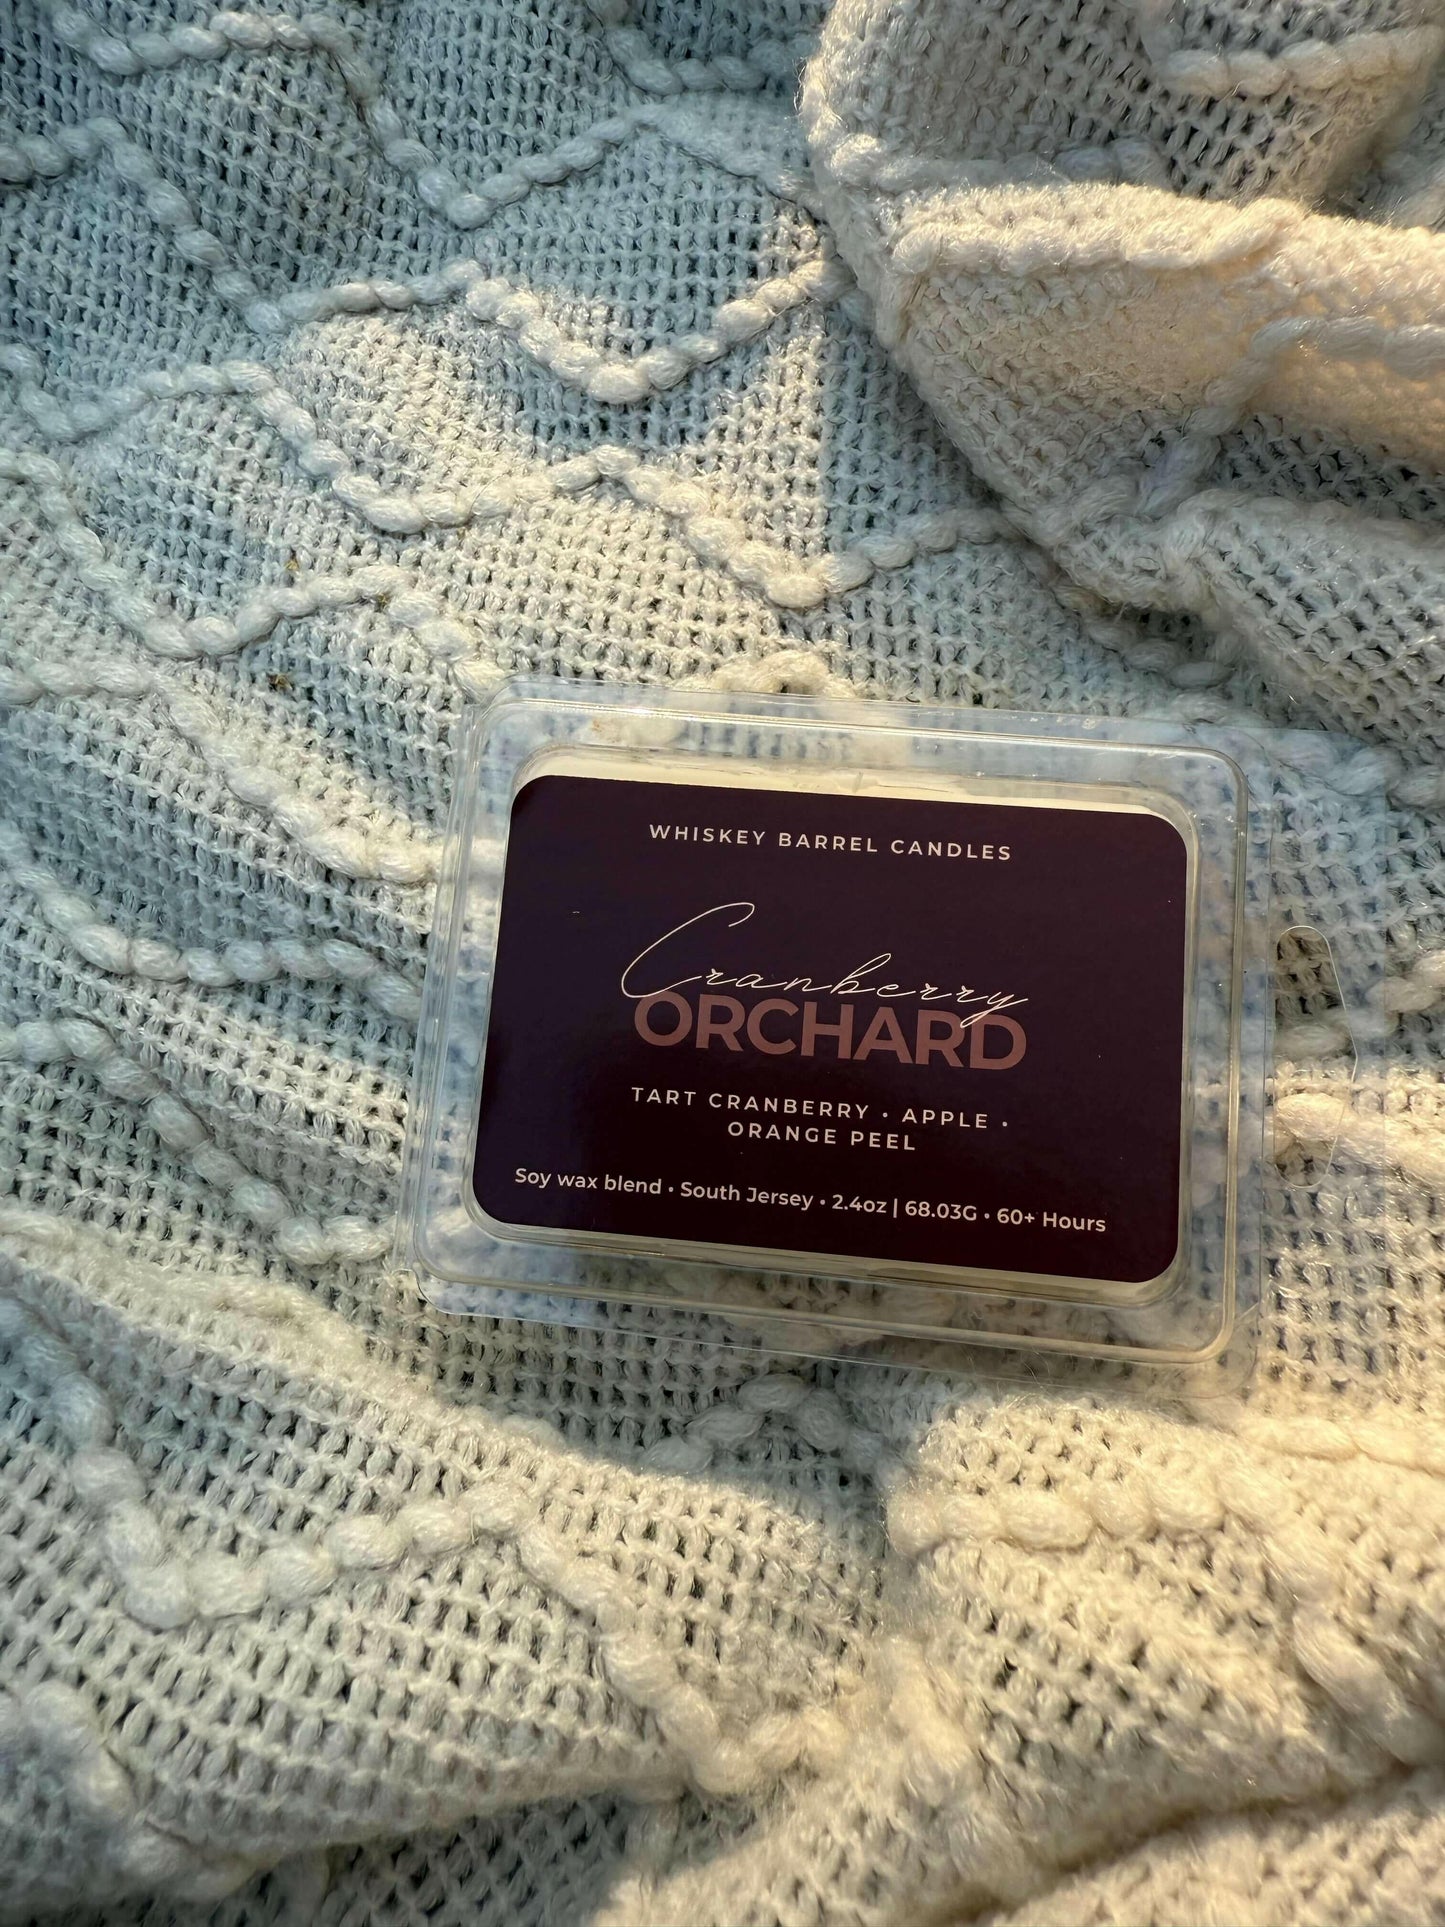 WHISKEY BARREL CANDLES
Cranberry
ORCHARD
TART CRANBERRY • APPLE •
ORANGE PEEL
Soy wax blend • South Jersey • 2.4oz | 68.03G • 60+ Hours